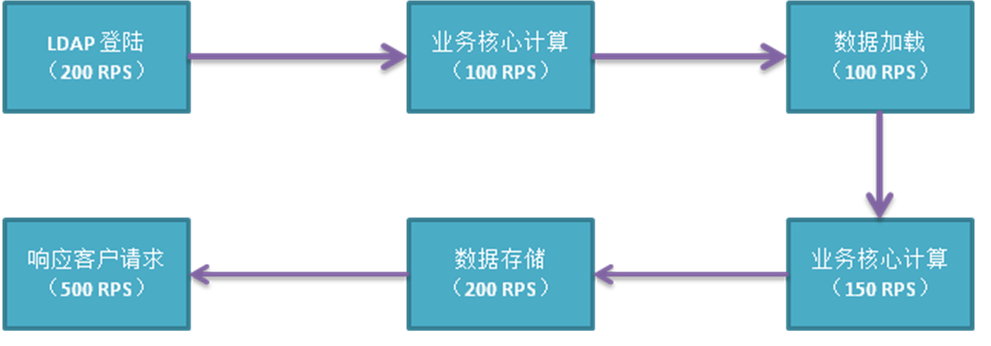 LDAP 登陆
（200 RPS）
业务核心计算
（100 RPS）
数据加载
（100 RPS）
响应客户请求
（500 RPS）
数据存储
（200 RPS）
业务核心计算
（150 RPS）